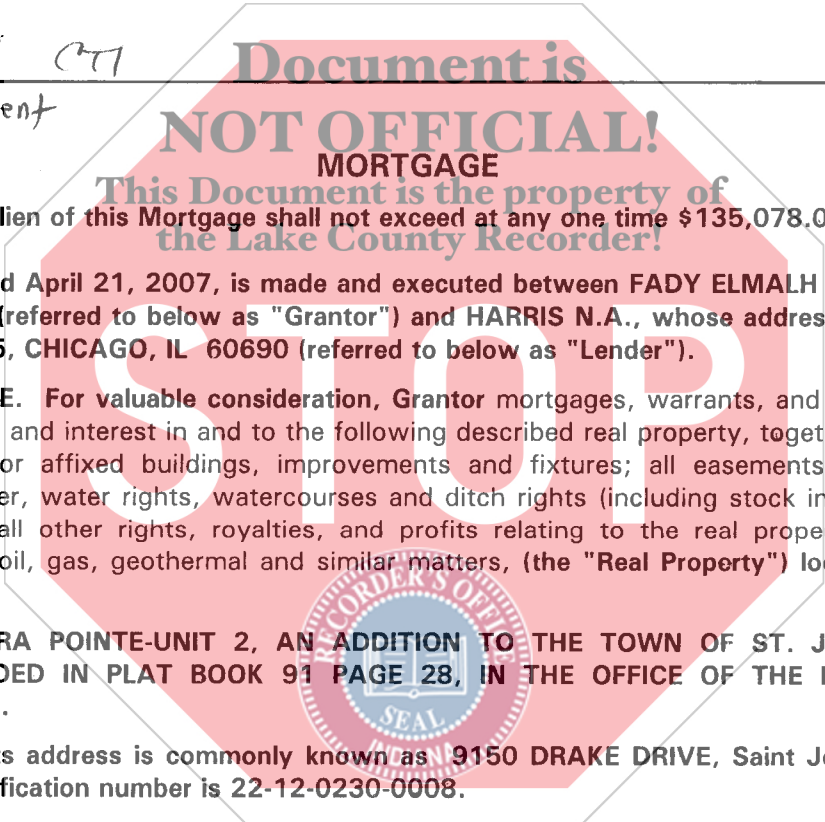 CTI
Document is
ent
NOT OFFICIAL!
MORTGAGE
This Document is the property of
lien of this Mortgage shall not exceed at any one time $135,078.0
the Lake County Recorder!
d April 21, 2007, is made and executed between FADY ELMALH
(referred to below as "Grantor") and HARRIS N.A., whose addres
, CHICAGO, IL 60690 (referred to below as "Lender").
STOP
E. For valuable consideration, Grantor mortgages, warrants, and
and interest in and to the following described real property, toget
or affixed buildings, improvements and fixtures; all easements
er, water rights, watercourses and ditch rights (including stock in
all other rights, royalties, and profits relating to the real prope
oil, gas, geothermal and similar matters, (the "Real Property") lo
RECORDER'S OFFICE
RA POINTE-UNIT 2, AN ADDITION TO THE TOWN OF ST. J
DED IN PLAT BOOK 91 PAGE 28, IN THE OFFICE OF THE
.
SEAL
INDIANA
s address is commonly known as 9150 DRAKE DRIVE, Saint J
fication number is 22-12-0230-0008.